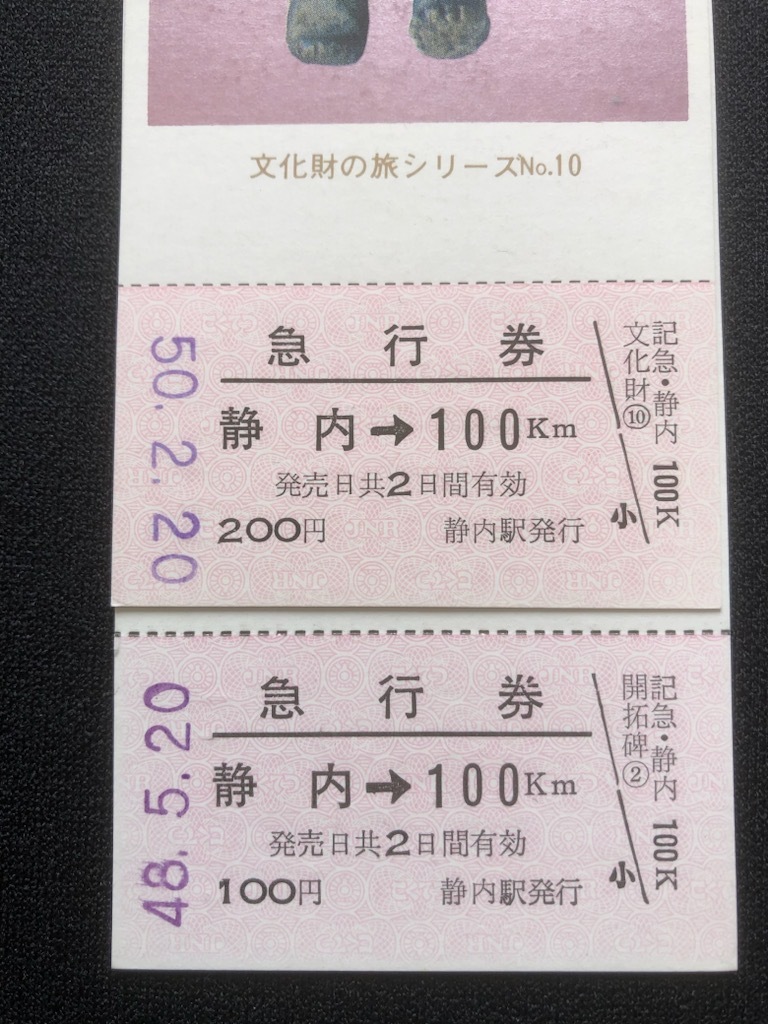 文化財の旅シリーズNo.10
50. 2. 20
急行券
静内➔100Km
発売日共2日間有効
200円 静内駅発行
記急・静内 100K
文化財⑩
小
48. 5. 20
急行券
静内➔100Km
発売日共2日間有効
100円 静内駅発行
記急・静内 100K
開拓碑②
小